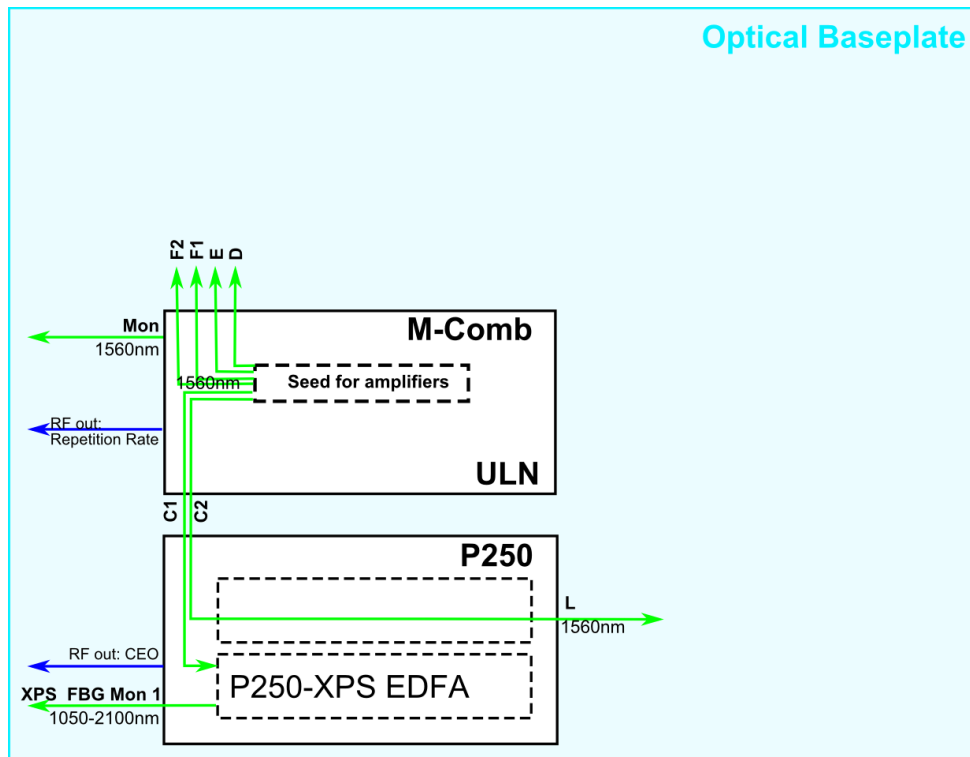 Optical Baseplate
F2
F1
E
D
Mon
1560nm
M-Comb
1560nm
Seed for amplifiers
RF out:
Repetition Rate
ULN
C1
C2
P250
L
1560nm
RF out: CEO
P250-XPS EDFA
XPS  FBG Mon 1
1050-2100nm